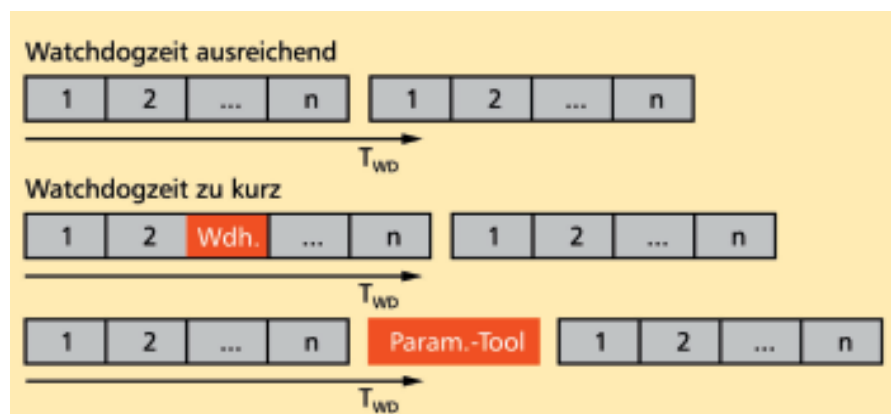 Watchdogzeit ausreichend
1 2 ... n 1 2 ... n
TWD
Watchdogzeit zu kurz
1 2 Wdh. ... n 1 2 ... n
TWD
1 2 ... n Param.-Tool 1 2 ... n
TWD